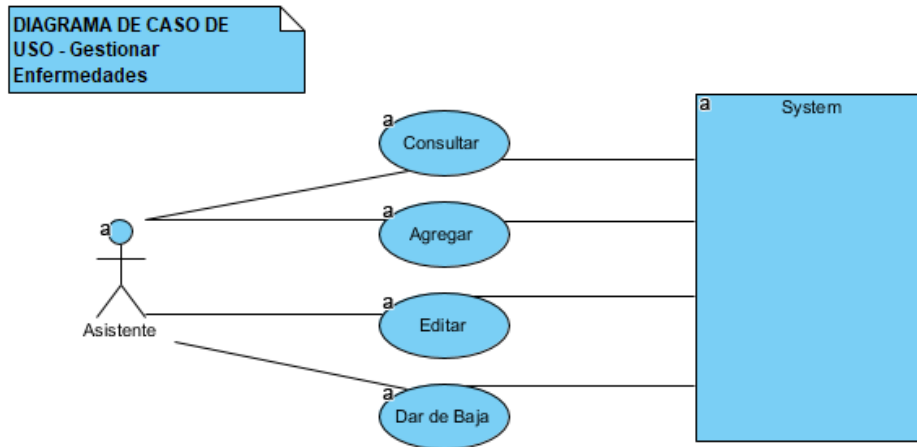 DIAGRAMA DE CASO DE
USO - Gestionar
Enfermedades
a
System
a
Consultar
a
Agregar
a
Asistente
a
Editar
a
Dar de Baja